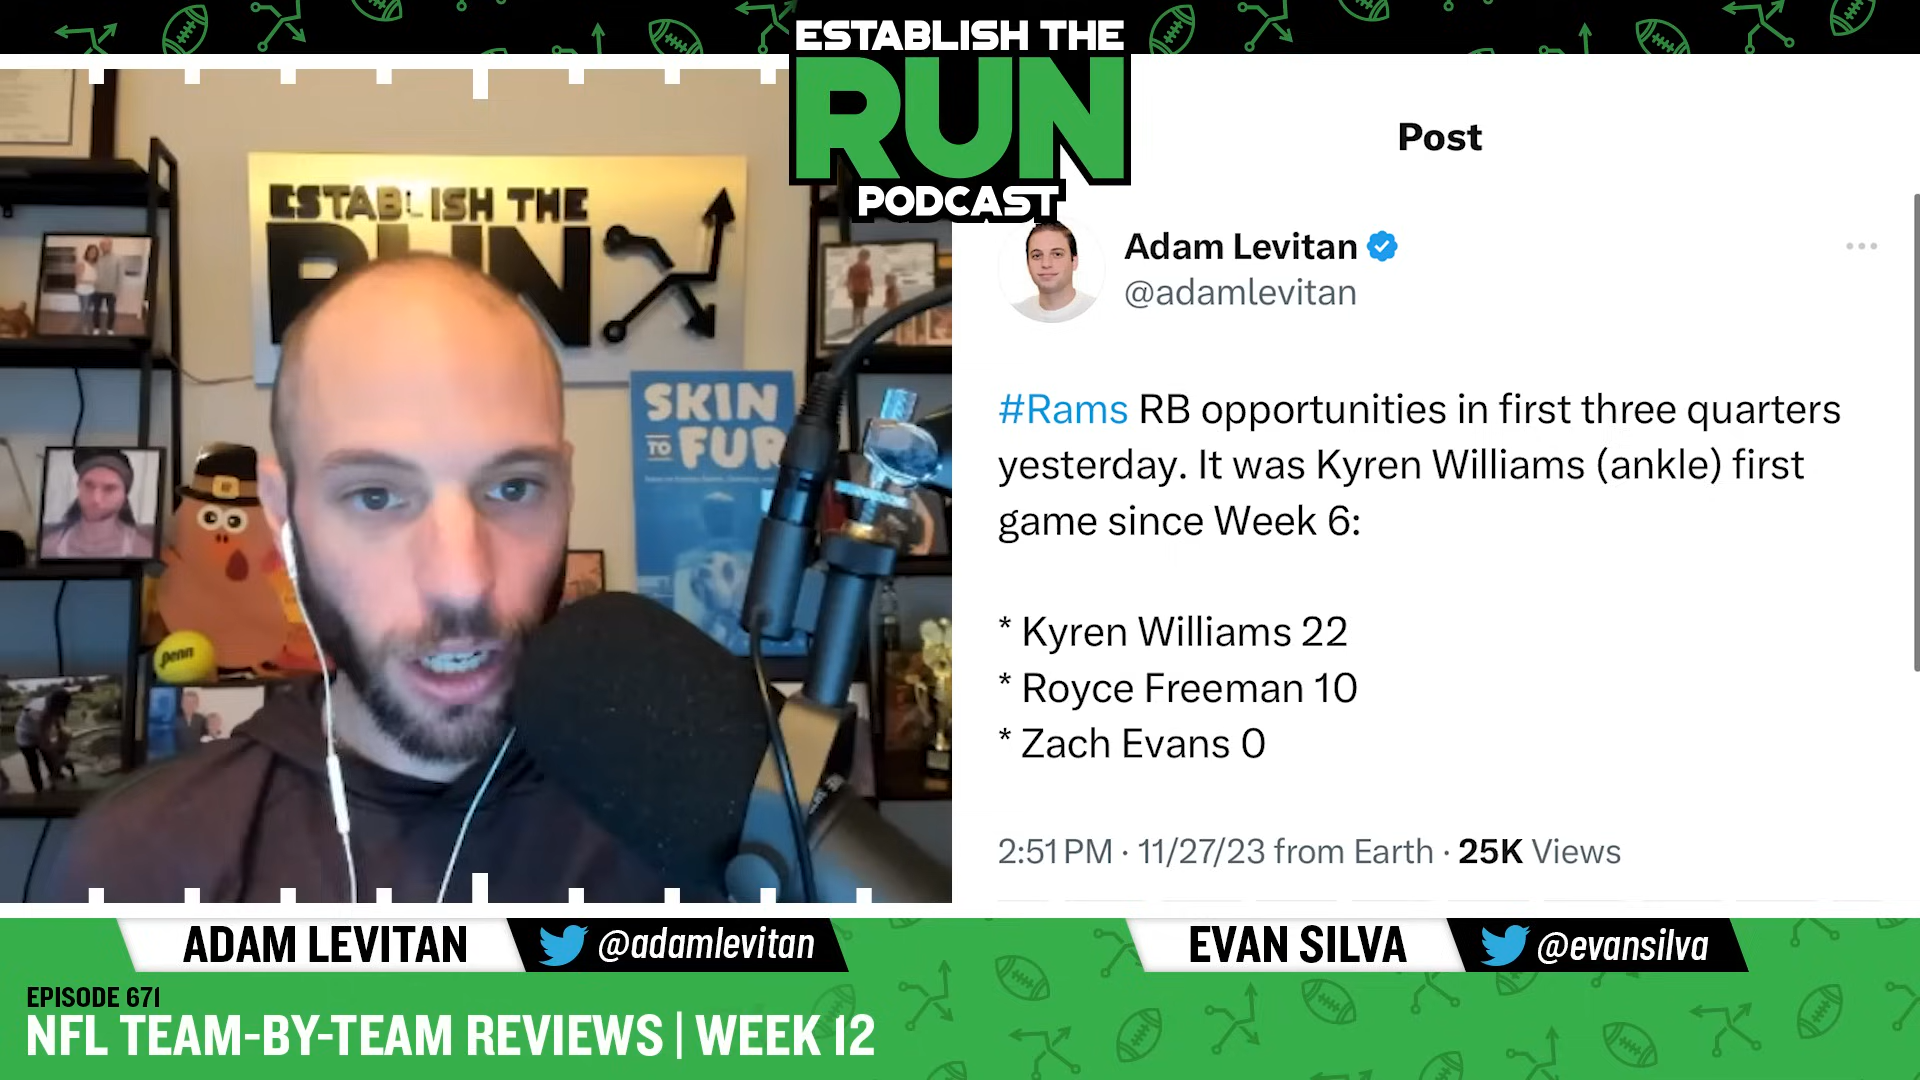 ESTABLISH THE
RUN
PODCAST
ESTABLISH THE
RUN
SKIN
TO FUR
penn
Post
Adam Levitan
@adamlevitan
#Rams RB opportunities in first three quarters
yesterday. It was Kyren Williams (ankle) first
game since Week 6:
* Kyren Williams 22
* Royce Freeman 10
* Zach Evans 0
2:51 PM · 11/27/23 from Earth · 25K Views
ADAM LEVITAN
@adamlevitan
EVAN SILVA
@evansilva
EPISODE 671
NFL TEAM-BY-TEAM REVIEWS | WEEK 12